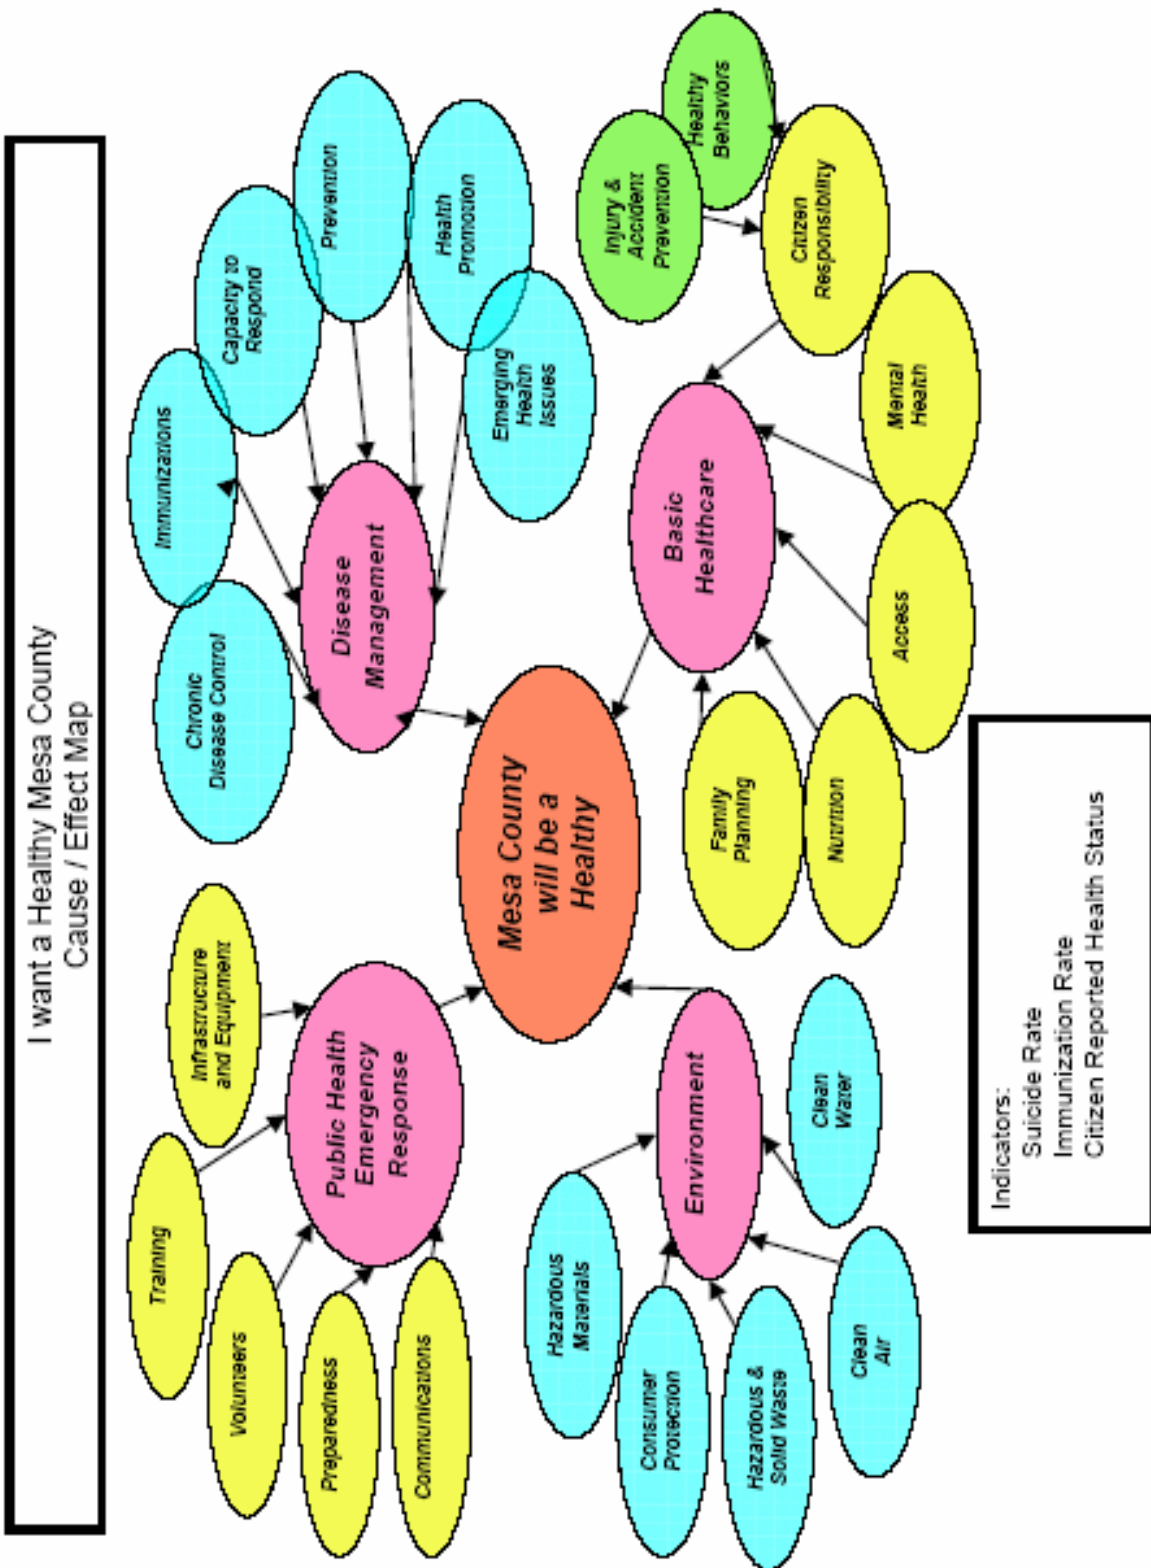 I want a Healthy Mesa County
Cause / Effect Map
Training
Infrastructure
and Equipment
Volunteers
Preparedness
Communications
Public Health
Emergency
Response
Chronic
Disease Control
Immunizations
Capacity to
Respond
Prevention
Health
Promotion
Emerging
Health
Issues
Disease
Management
Mesa County
will be a
Healthy
Hazardous
Materials
Consumer
Protection
Hazardous &
Solid Waste
Clean
Air
Clean
Water
Environment
Family
Planning
Nutrition
Access
Mental
Health
Basic
Healthcare
Citizen
Responsibility
Injury &
Accident
Prevention
Healthy
Behaviors
Indicators:
Suicide Rate
Immunization Rate
Citizen Reported Health Status